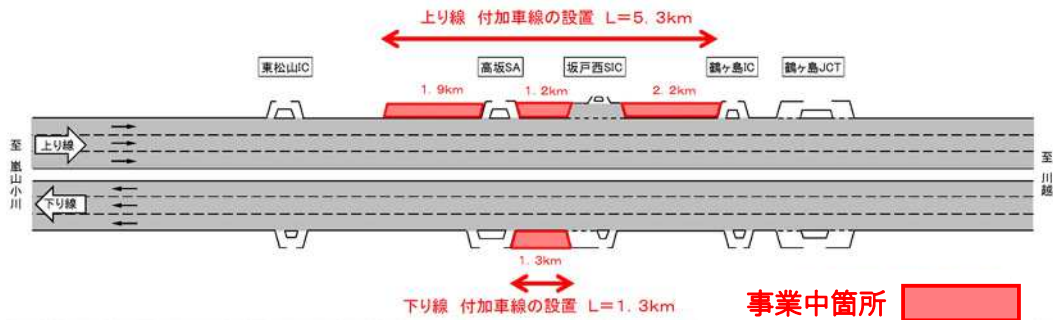 上り線 付加車線の設置 L=5.3km
東松山IC
高坂SA
坂戸西SIC
鶴ヶ島IC
鶴ヶ島JCT
1.9km
1.2km
2.2km
至 嵐山小川
上り線
至 川越
下り線
1.3km
下り線 付加車線の設置 L=1.3km
事業中箇所